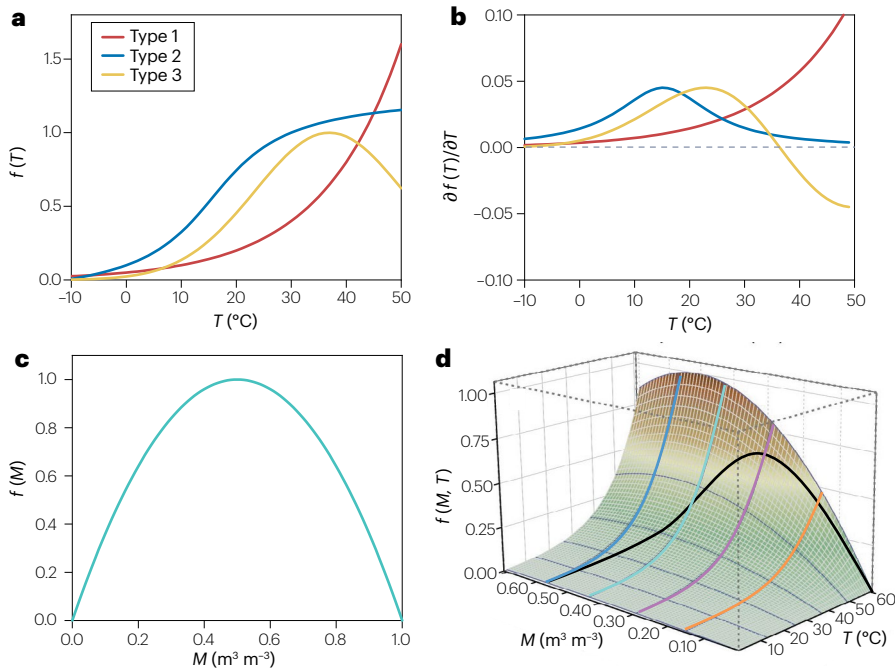 a
Type 1
Type 2
Type 3
1.5
1.0
0.5
0.0
f (T)
–10 0 10 20 30 40 50
T (°C)
b
0.10
0.05
0.00
–0.05
–0.10
∂f (T)/∂T
–10 0 10 20 30 40 50
T (°C)
c
1.0
0.8
0.6
0.4
0.2
0.0
f (M)
0.0 0.2 0.4 0.6 0.8 1.0
M (m³ m⁻³)
d
1.00
0.75
0.50
0.25
0.00
f (M, T)
0.60 0.50 0.40 0.30 0.20 0.10
M (m³ m⁻³)
10 20 30 40 50 60
T (°C)